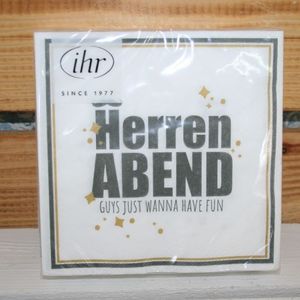 ihr
SINCE 1977
Herren
ABEND
GUYS JUST WANNA HAVE FUN